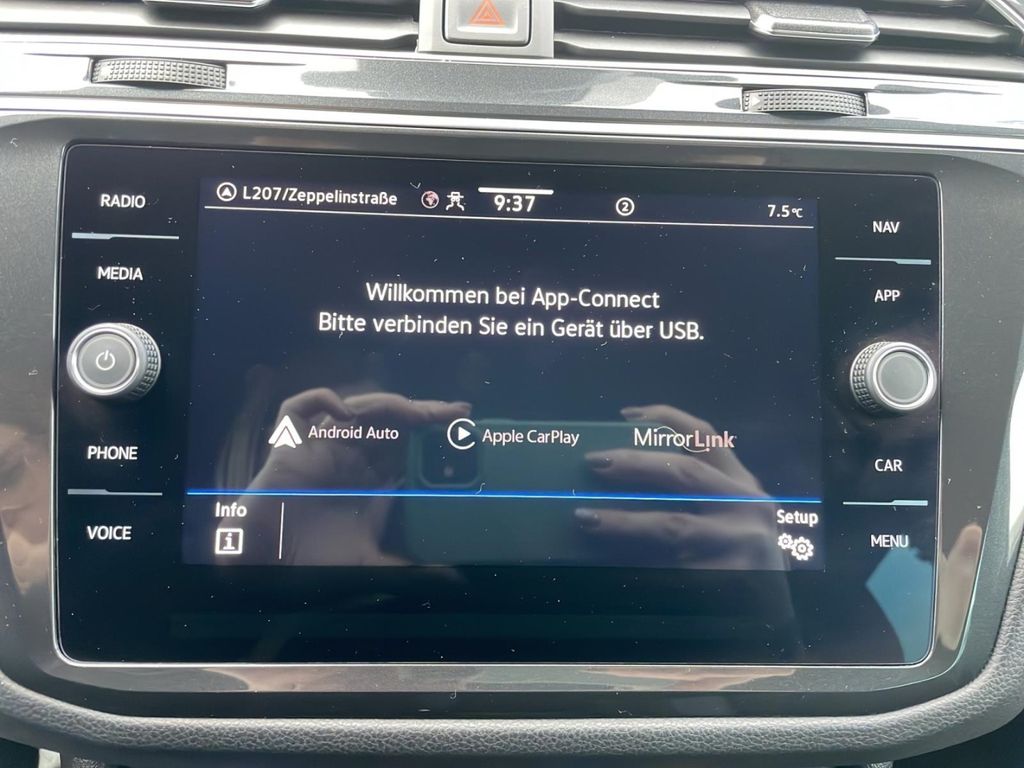 RADIO
MEDIA
PHONE
VOICE
L207/Zeppelinstraße 9:37 2 7.5°C
Willkommen bei App-Connect
Bitte verbinden Sie ein Gerät über USB.
Android Auto Apple CarPlay MirrorLink
Info Setup
i
NAV
APP
CAR
MENU